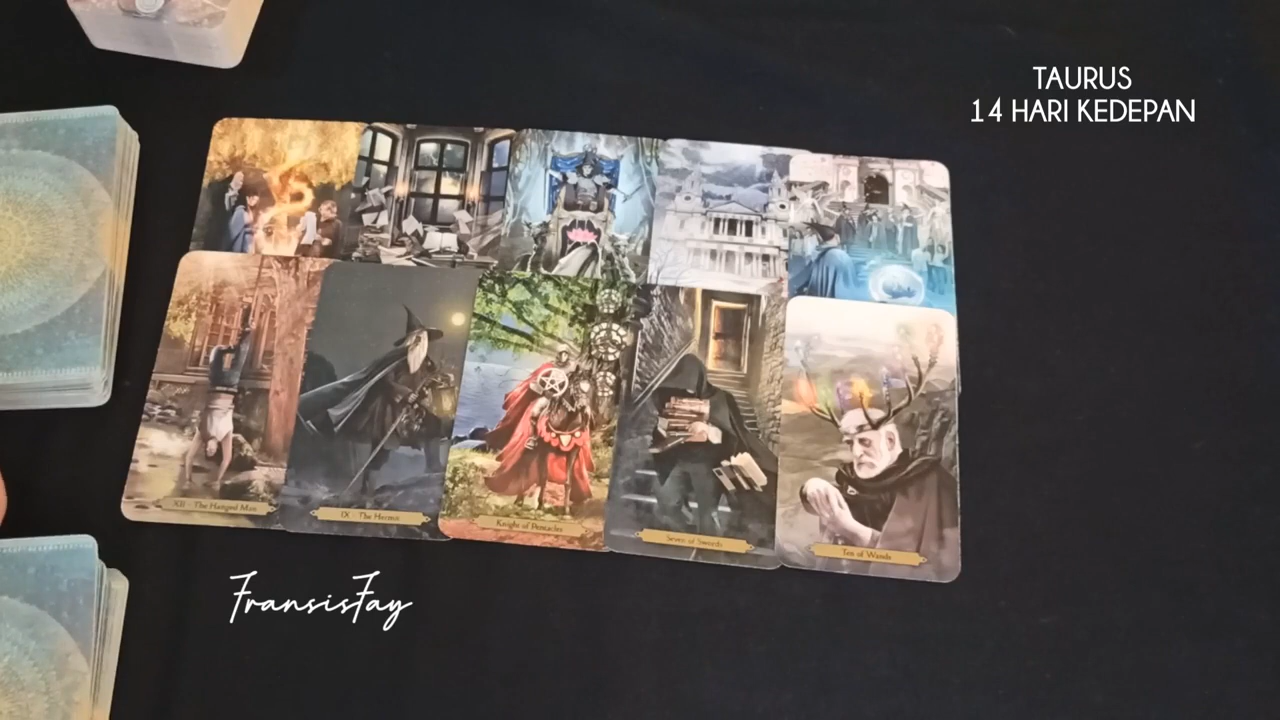 TAURUS
14 HARI KEDEPAN
XII - The Hanged Man
IX - The Hermit
Knight of Pentacles
Seven of Swords
Ten of Wands
FransisFay